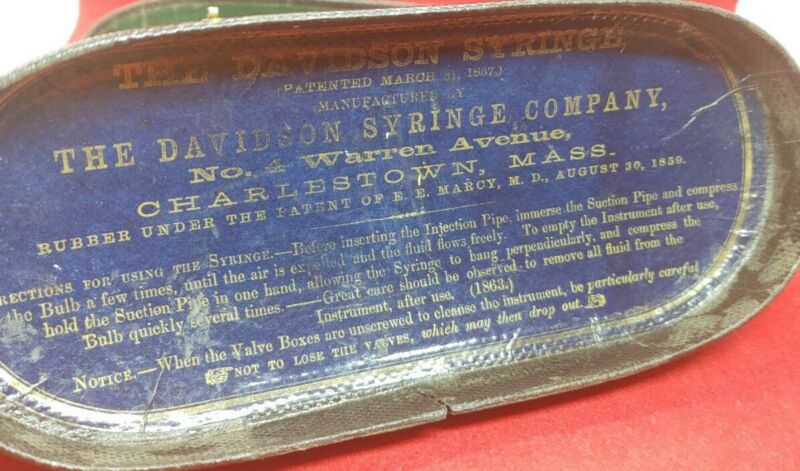 THE DAVIDSON SYRINGE,
(PATENTED MARCH 31, 1857.)
MANUFACTURED BY
THE DAVIDSON SYRINGE COMPANY,
No. 4 Warren Avenue,
CHARLESTOWN, MASS.
RUBBER UNDER THE PATENT OF E. E. MARCY, M. D., AUGUST 30, 1859.
RECTIONS FOR USING THE SYRINGE.—Before inserting the Injection Pipe, immerse the Suction Pipe and compress
the Bulb a few times, until the air is expelled and the fluid flows freely. To empty the Instrument after use,
hold the Suction Pipe in one hand, allowing the Syringe to hang perpendicularly, and compress the
Bulb quickly several times.—Great care should be observed to remove all fluid from the
Instrument, after use. (1863.)
NOTICE.—When the Valve Boxes are unscrewed to cleanse the instrument, be particularly careful
☞ NOT TO LOSE THE VALVES, which may then drop out. ☜